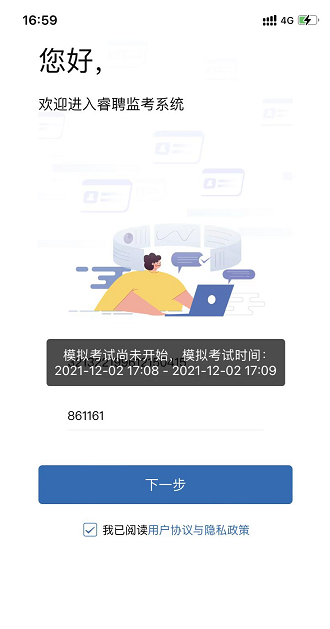 16:59
4G
您好,
欢迎进入睿聘监考系统
模拟考试尚未开始，模拟考试时间：
2021-12-02 17:08 - 2021-12-02 17:09
861161
下一步
我已阅读用户协议与隐私政策